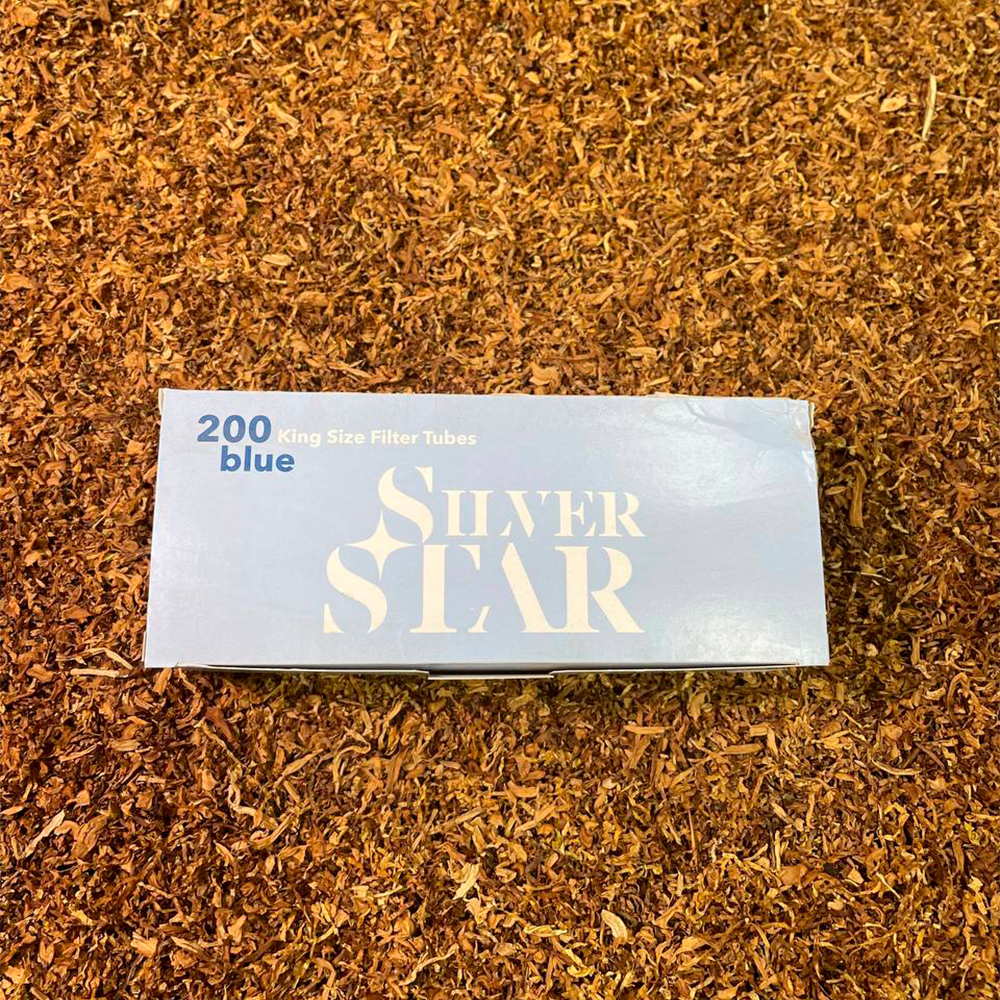 200 King Size Filter Tubes
blue
SILVER
STAR